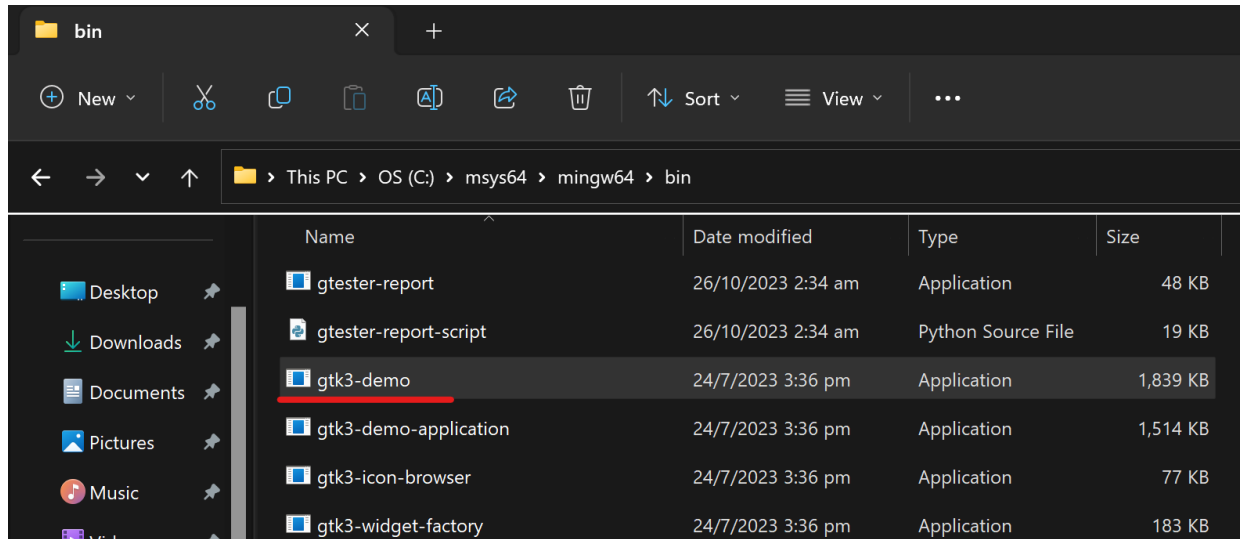 bin
New
Sort
View
This PC > OS (C:) > msys64 > mingw64 > bin
Name Date modified Type Size
gtester-report 26/10/2023 2:34 am Application 48 KB
Desktop
gtester-report-script 26/10/2023 2:34 am Python Source File 19 KB
Downloads
gtk3-demo 24/7/2023 3:36 pm Application 1,839 KB
Documents
gtk3-demo-application 24/7/2023 3:36 pm Application 1,514 KB
Pictures
gtk3-icon-browser 24/7/2023 3:36 pm Application 77 KB
Music
gtk3-widget-factory 24/7/2023 3:36 pm Application 183 KB